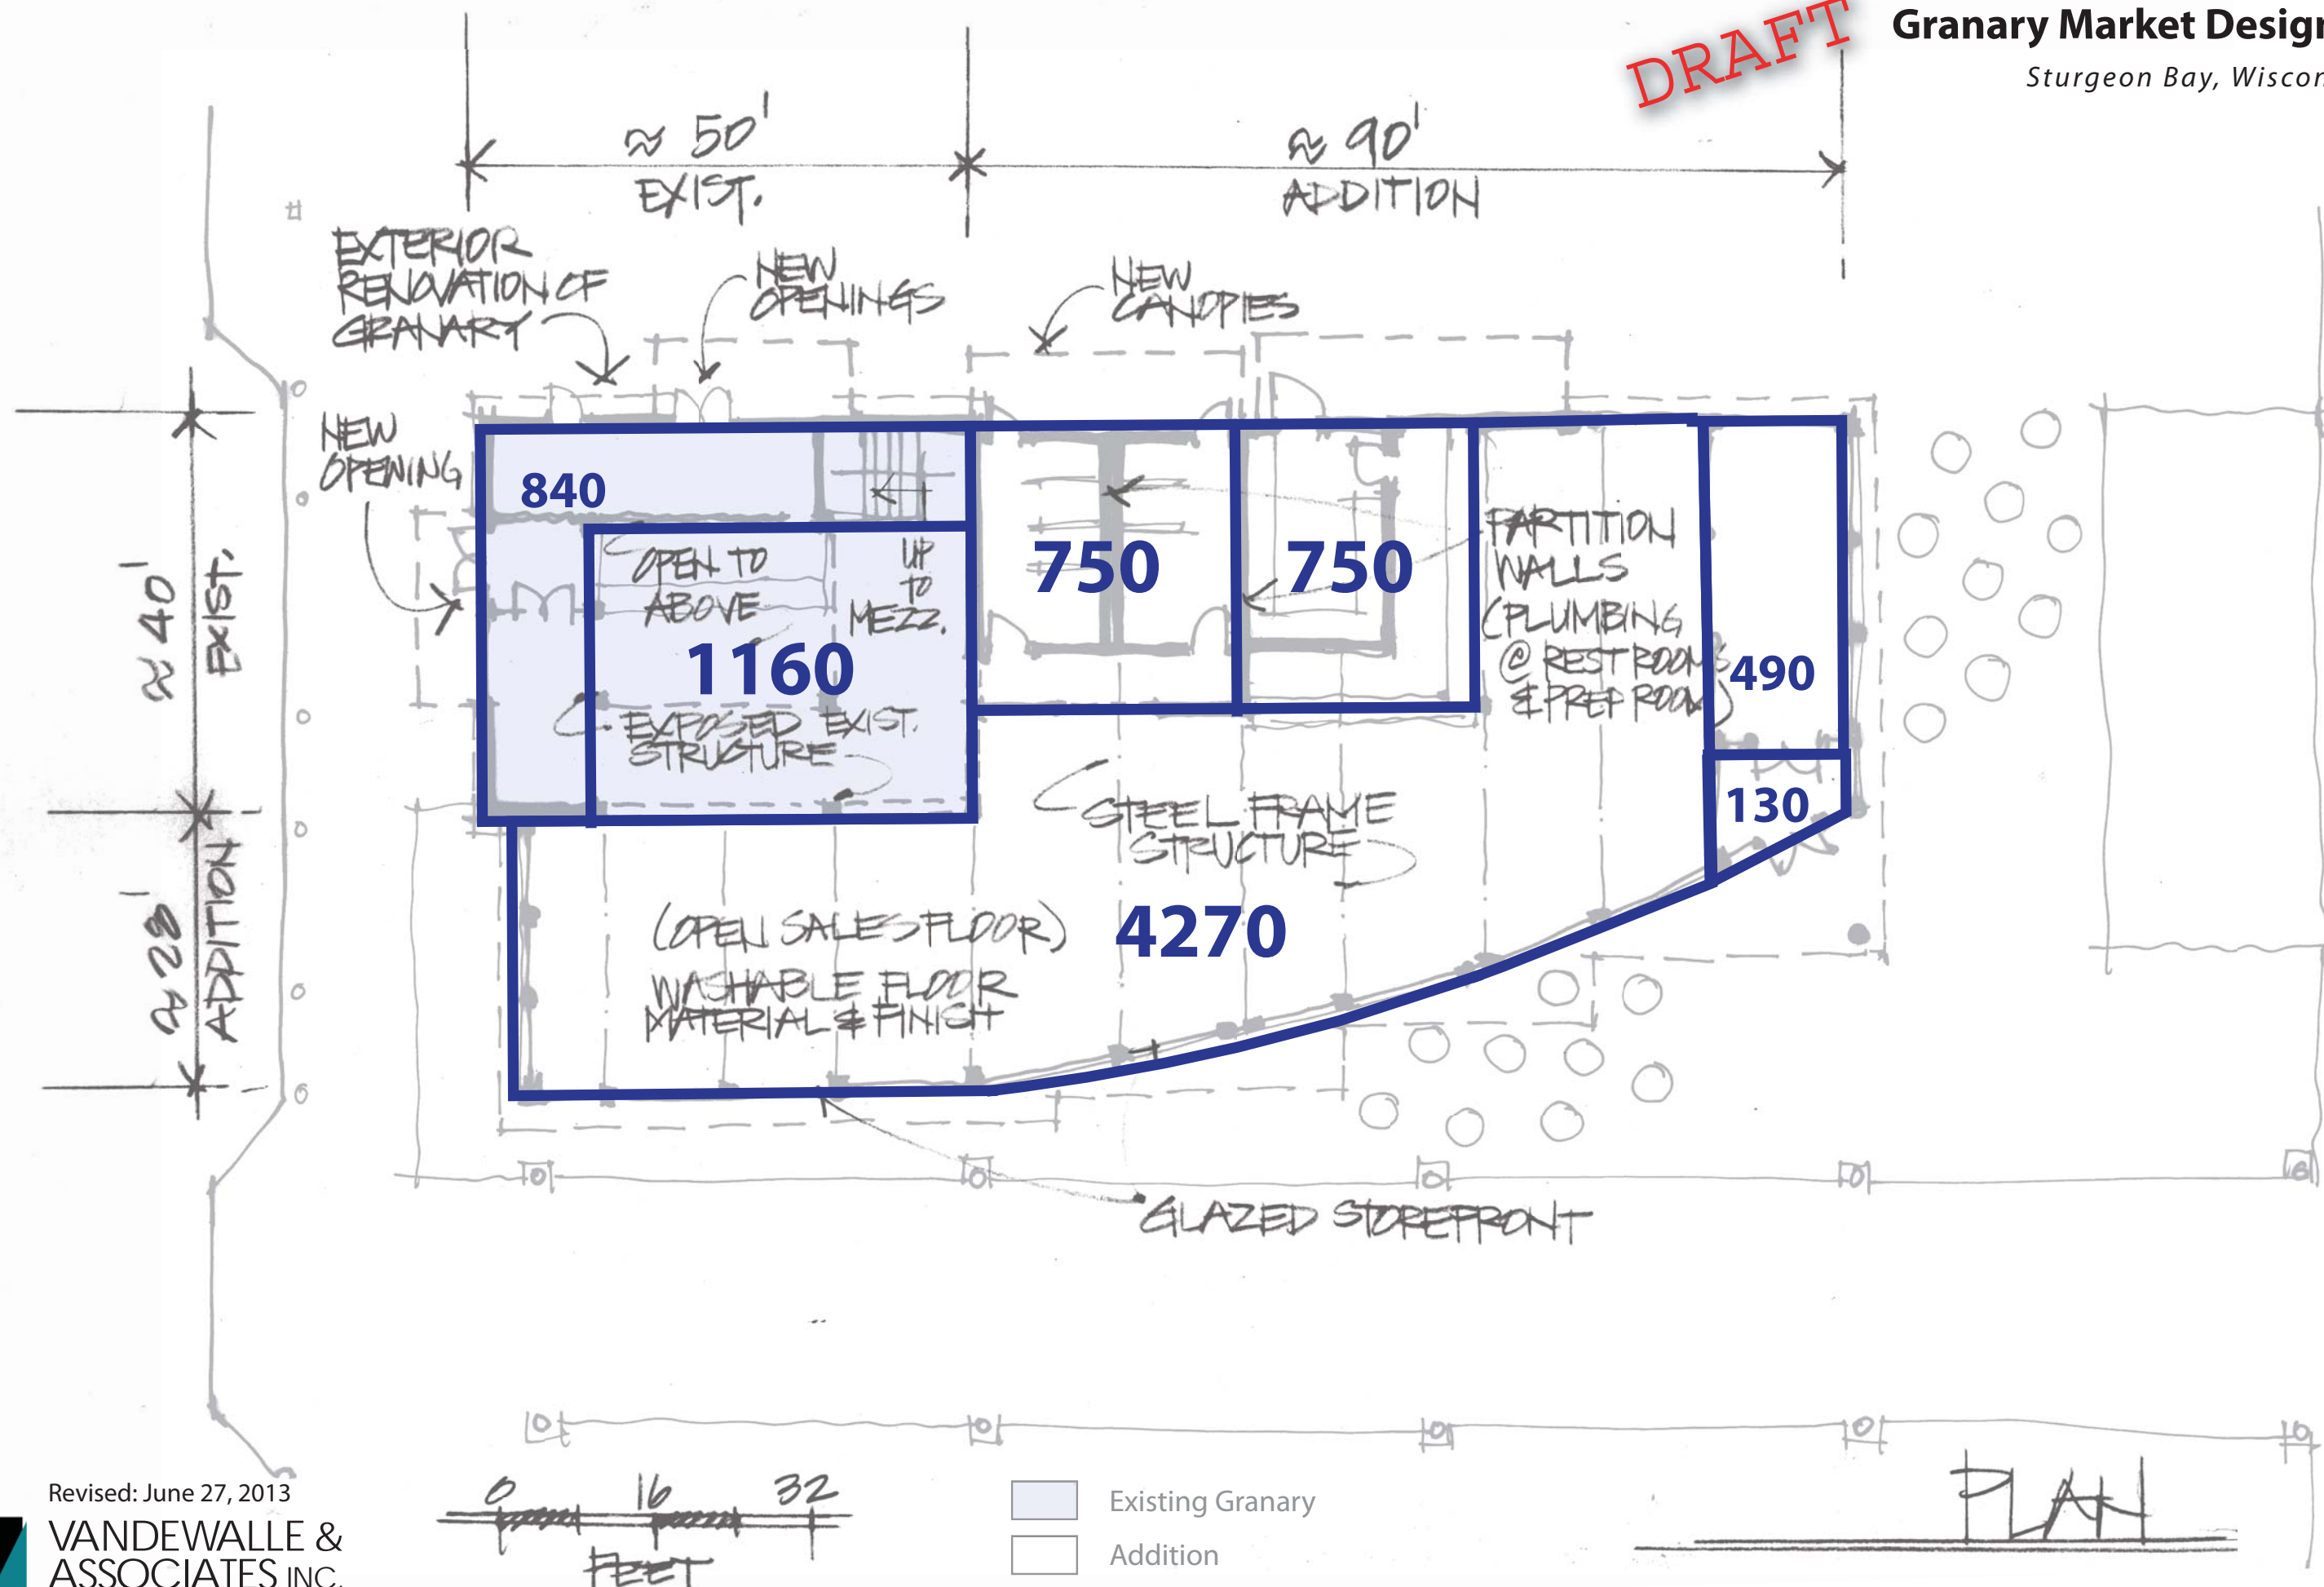 DRAFT
Granary Market Design
Sturgeon Bay, Wiscon
≈ 50'
EXIST.
≈ 90'
ADDITION
EXTERIOR
RENOVATION OF
GRANARY
NEW
OPENINGS
NEW
CANOPIES
NEW
OPENING
≈ 40'
EXIST.
≈ 28'
ADDITION
840
OPEN TO
ABOVE
UP
TO
MEZZ.
1160
EXPOSED EXIST.
STRUCTURE
750
750
PARTITION
WALLS
(PLUMBING
@ REST ROOMS
& PREP ROOM)
490
130
STEEL FRAME
STRUCTURE
4270
(OPEN SALES FLOOR)
WASHABLE FLOOR
MATERIAL & FINISH
GLAZED STOREFRONT
Revised: June 27, 2013
VANDEWALLE &
ASSOCIATES INC.
0 16 32
FEET
Existing Granary
Addition
PLAN